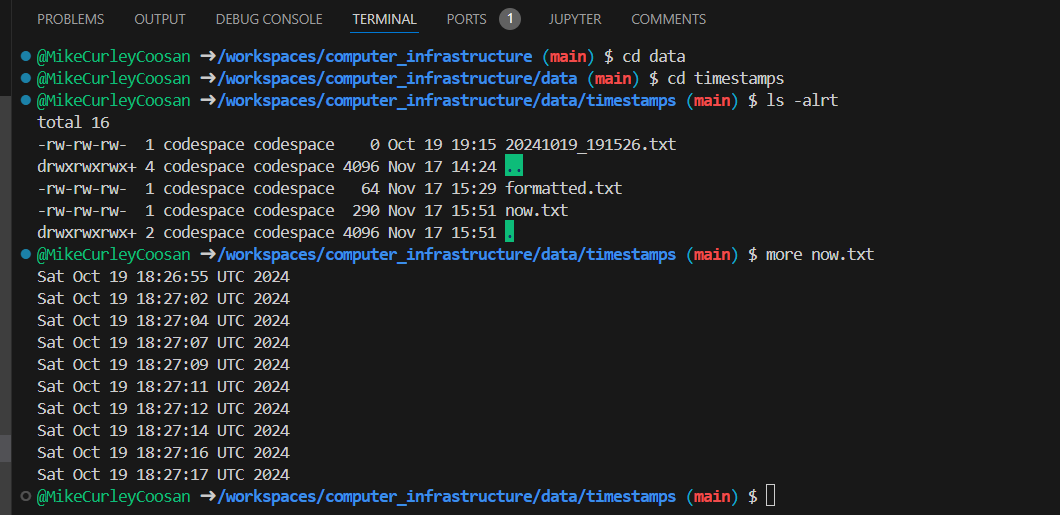 PROBLEMS OUTPUT DEBUG CONSOLE TERMINAL PORTS 1 JUPYTER COMMENTS
@MikeCurleyCoosan ➜/workspaces/computer_infrastructure (main) $ cd data
@MikeCurleyCoosan ➜/workspaces/computer_infrastructure/data (main) $ cd timestamps
@MikeCurleyCoosan ➜/workspaces/computer_infrastructure/data/timestamps (main) $ ls -alrt
total 16
-rw-rw-rw-  1 codespace codespace    0 Oct 19 19:15 20241019_191526.txt
drwxrwxrwx+ 4 codespace codespace 4096 Nov 17 14:24 ..
-rw-rw-rw-  1 codespace codespace   64 Nov 17 15:29 formatted.txt
-rw-rw-rw-  1 codespace codespace  290 Nov 17 15:51 now.txt
drwxrwxrwx+ 2 codespace codespace 4096 Nov 17 15:51 .
@MikeCurleyCoosan ➜/workspaces/computer_infrastructure/data/timestamps (main) $ more now.txt
Sat Oct 19 18:26:55 UTC 2024
Sat Oct 19 18:27:02 UTC 2024
Sat Oct 19 18:27:04 UTC 2024
Sat Oct 19 18:27:07 UTC 2024
Sat Oct 19 18:27:09 UTC 2024
Sat Oct 19 18:27:11 UTC 2024
Sat Oct 19 18:27:12 UTC 2024
Sat Oct 19 18:27:14 UTC 2024
Sat Oct 19 18:27:16 UTC 2024
Sat Oct 19 18:27:17 UTC 2024
@MikeCurleyCoosan ➜/workspaces/computer_infrastructure/data/timestamps (main) $